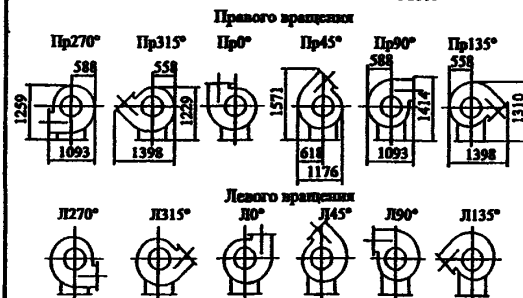 Правого вращения
Пр270° Пр315° Пр0° Пр45° Пр90° Пр135°
588 558 588 558
1259 1229 1571 1414 1310
618
1093 1398 1093 1398
1176
Левого вращения
Л270° Л315° Л0° Л45° Л90° Л135°